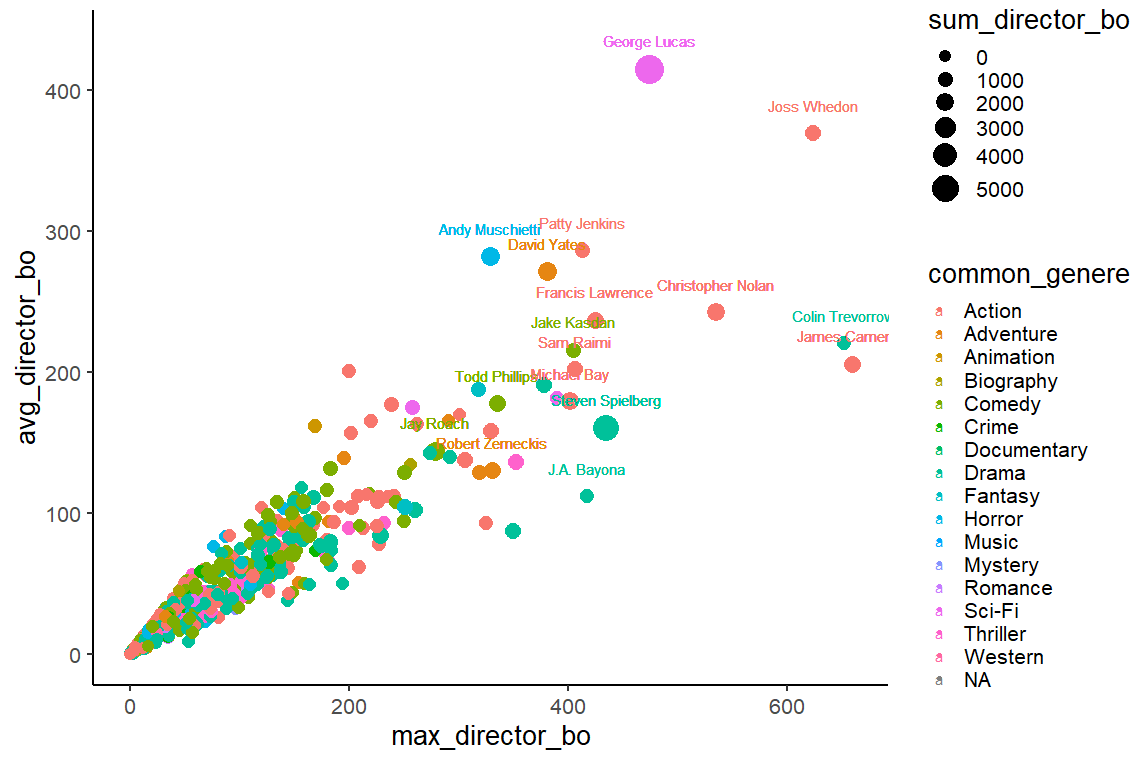 George Lucas
Joss Whedon
Patty Jenkins
Andy Muschietti
David Yates
Christopher Nolan
Francis Lawrence
Colin Trevorrow
Jake Kasdan
James Camer
Sam Raimi
Michael Bay
Todd Phillips
Steven Spielberg
Jay Roach
Robert Zemeckis
J.A. Bayona
400
300
200
100
0
avg_director_bo
0
200
400
600
max_director_bo
sum_director_bo
0
1000
2000
3000
4000
5000
common_genere
a Action
a Adventure
a Animation
a Biography
a Comedy
a Crime
a Documentary
a Drama
a Fantasy
a Horror
a Music
a Mystery
a Romance
a Sci-Fi
a Thriller
a Western
a NA